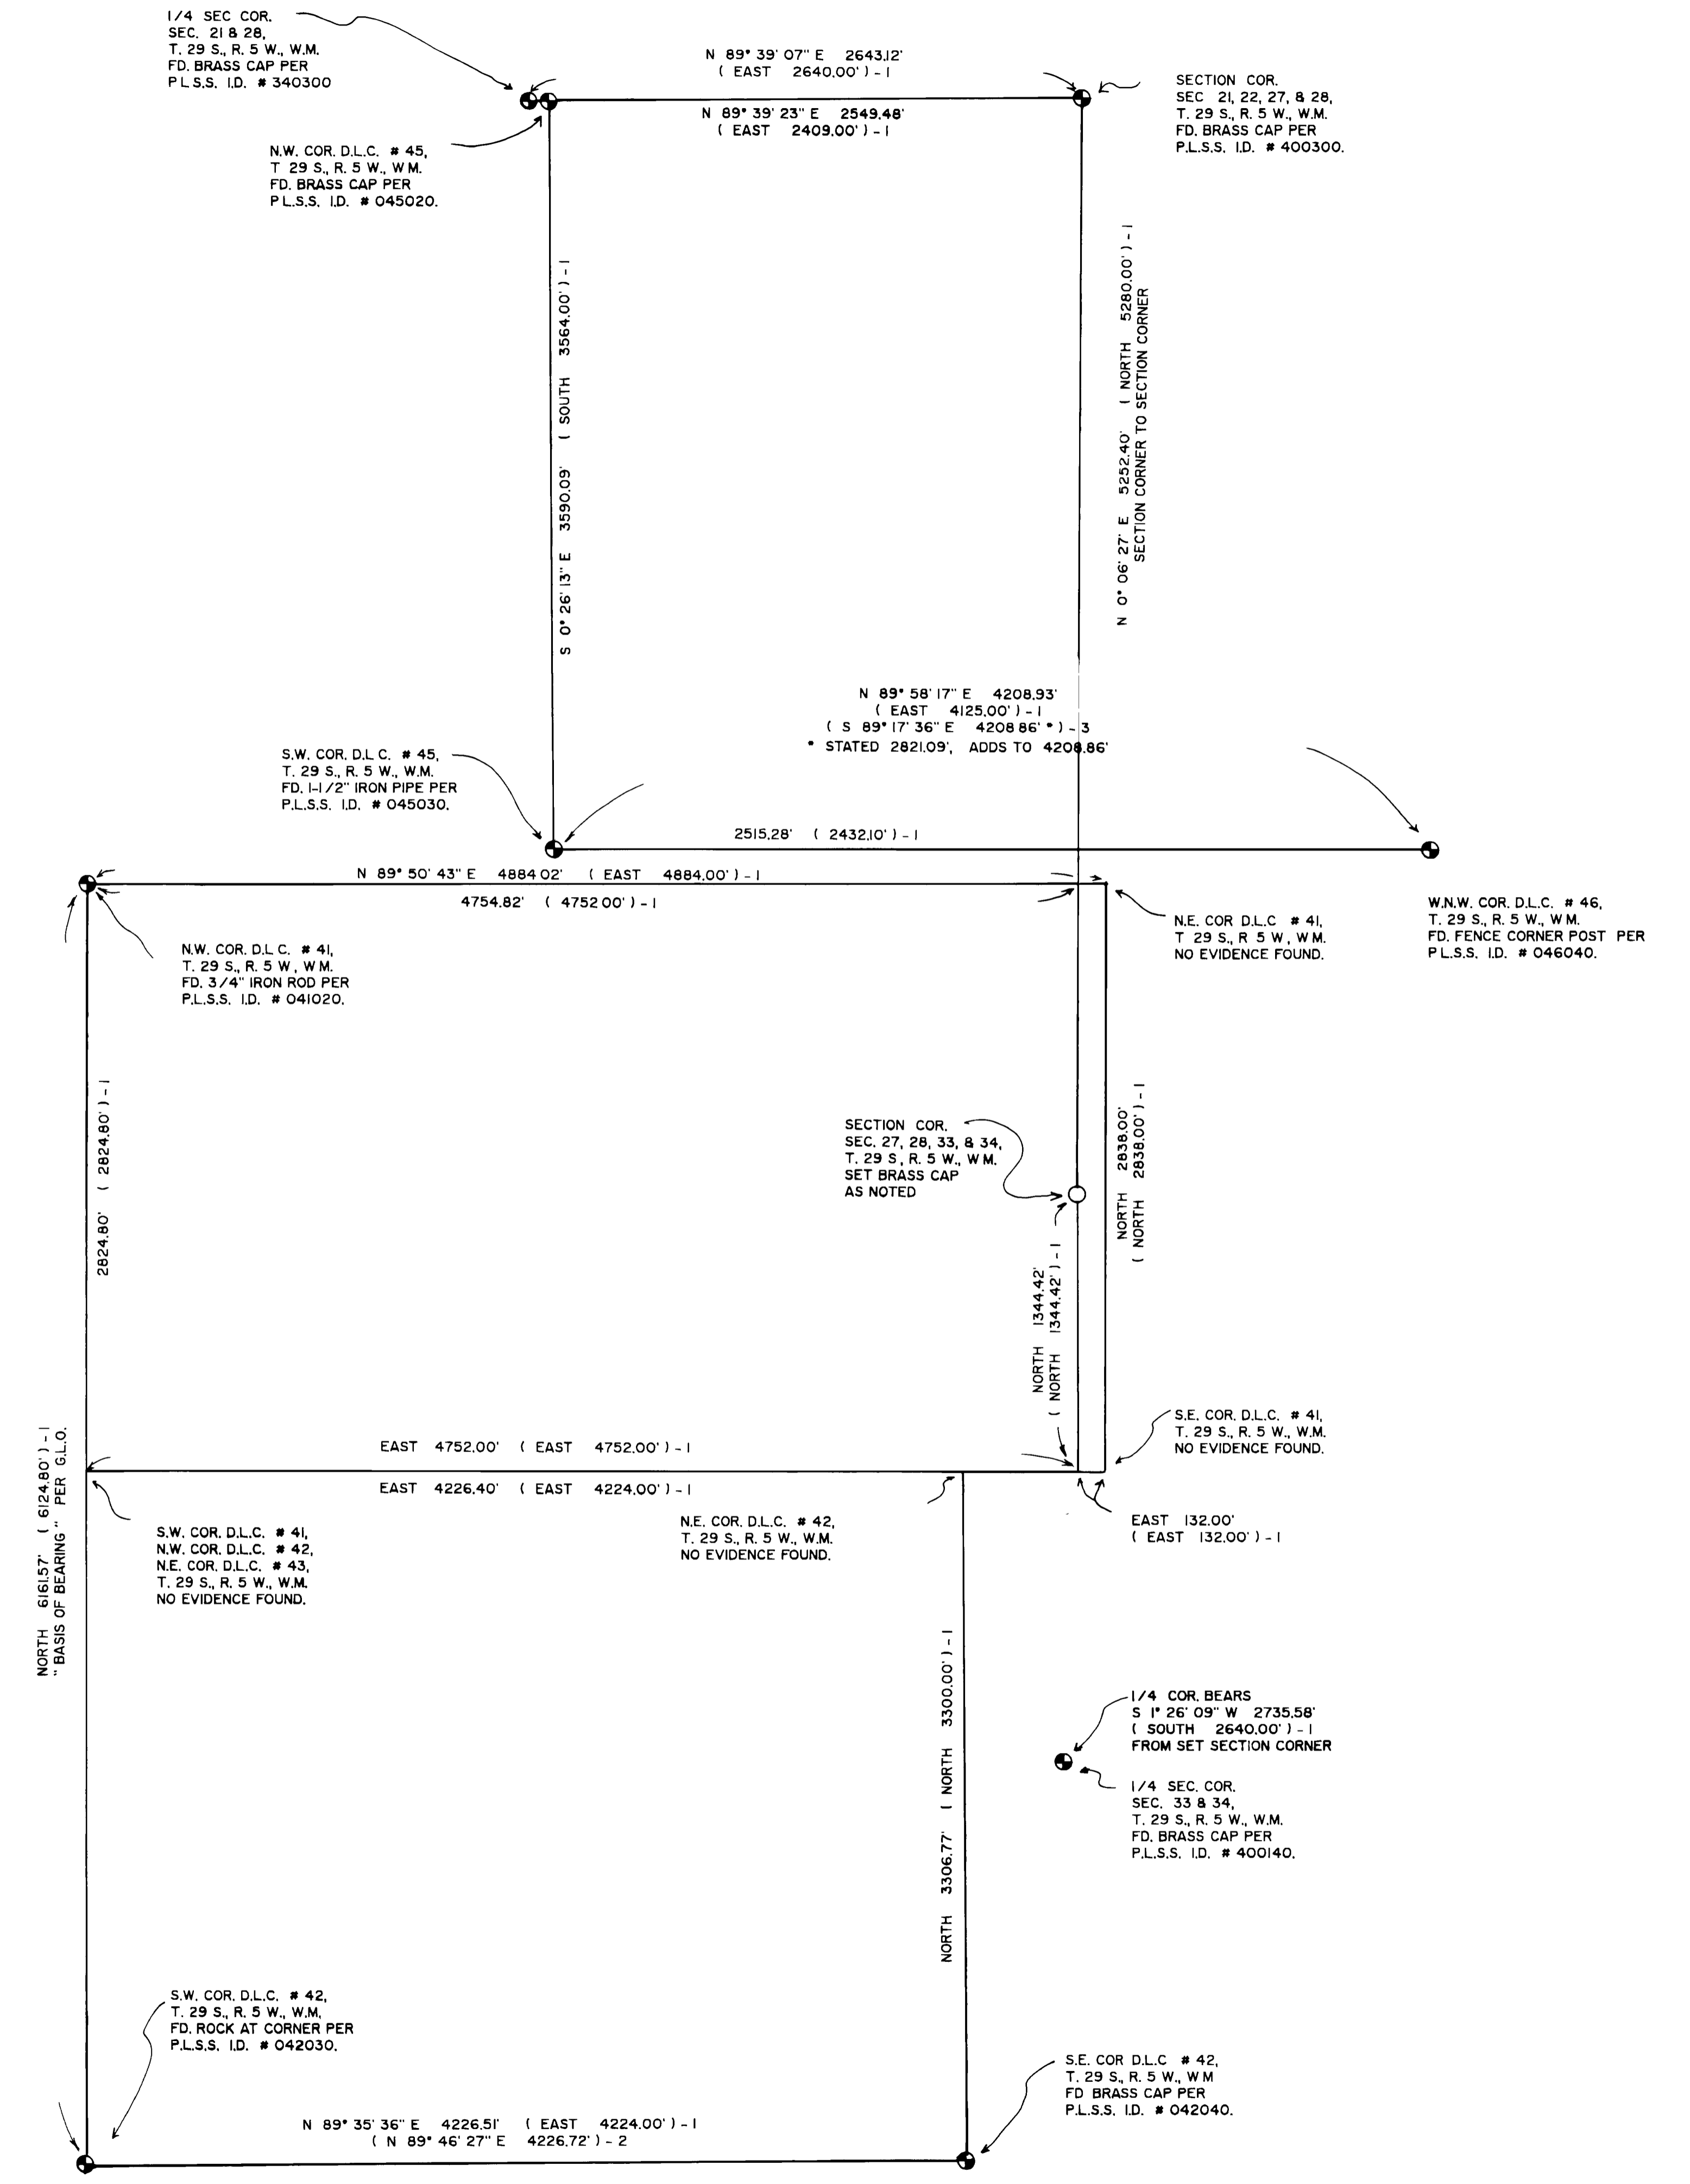 1/4 SEC COR.
SEC. 21 & 28,
T. 29 S., R. 5 W., W.M.
FD. BRASS CAP PER
P.L.S.S. I.D. # 340300
N 89° 39' 07" E 2643.12'
( EAST 2640.00' ) - 1
SECTION COR.
SEC 21, 22, 27, & 28,
T. 29 S., R. 5 W., W.M.
FD. BRASS CAP PER
P.L.S.S. I.D. # 400300.
N 89° 39' 23" E 2549.48'
( EAST 2409.00' ) - 1
N.W. COR. D.L.C. # 45,
T 29 S., R. 5 W., W M.
FD. BRASS CAP PER
P L.S.S. I.D. # 045020.
S 0° 26' 13" E 3590.09' ( SOUTH 3564.00' ) - 1
N 0° 06' 27" E 5252.40' ( NORTH 5280.00' ) - 1
SECTION CORNER TO SECTION CORNER
N 89° 58' 17" E 4208.93'
( EAST 4125.00' ) - 1
( S 89° 17' 36" E 4208 86' * ) - 3
* STATED 2821.09', ADDS TO 4208.86'
S.W. COR. D.L C. # 45,
T. 29 S., R. 5 W., W.M.
FD. 1-1/2" IRON PIPE PER
P.L.S.S. I.D. # 045030.
2515.28' ( 2432.10' ) - 1
N 89° 50' 43" E 4884 02' ( EAST 4884.00' ) - 1
4754.82' ( 4752 00' ) - 1
N.E. COR D.L.C # 41,
T 29 S., R 5 W, W M.
NO EVIDENCE FOUND.
W.N.W. COR. D.L.C. # 46,
T. 29 S., R. 5 W., W M.
FD. FENCE CORNER POST PER
P.L.S.S. I.D. # 046040.
N.W. COR. D.L C. # 41,
T. 29 S., R. 5 W, W M.
FD. 3/4" IRON ROD PER
P.L.S.S. I.D. # 041020.
2824.80' ( 2824.80' ) - 1
SECTION COR.
SEC. 27, 28, 33, & 34,
T. 29 S, R. 5 W., W M.
SET BRASS CAP
AS NOTED
NORTH 2838.00'
( NORTH 2838.00' ) - 1
NORTH 1344.42'
( NORTH 1344.42' ) - 1
S.E. COR. D.L.C. # 41,
T. 29 S., R. 5 W., W.M.
NO EVIDENCE FOUND.
EAST 4752.00' ( EAST 4752.00' ) - 1
EAST 4226.40' ( EAST 4224.00' ) - 1
NORTH 6161.57' ( 6124.80' ) - 1
" BASIS OF BEARING " PER G.L.O.
S.W. COR. D.L.C. # 41,
N.W. COR. D.L.C. # 42,
N.E. COR. D.L.C. # 43,
T. 29 S., R. 5 W., W.M.
NO EVIDENCE FOUND.
N.E. COR. D.L.C. # 42,
T. 29 S., R. 5 W., W.M.
NO EVIDENCE FOUND.
EAST 132.00'
( EAST 132.00' ) - 1
NORTH 3306.77' ( NORTH 3300.00' ) - 1
1/4 COR. BEARS
S 1° 26' 09" W 2735.58'
( SOUTH 2640.00' ) - 1
FROM SET SECTION CORNER
1/4 SEC. COR.
SEC. 33 & 34,
T. 29 S., R. 5 W., W.M.
FD. BRASS CAP PER
P.L.S.S. I.D. # 400140.
S.W. COR. D.L.C. # 42,
T. 29 S., R. 5 W., W.M.
FD. ROCK AT CORNER PER
P.L.S.S. I.D. # 042030.
S.E. COR D.L.C # 42,
T. 29 S., R. 5 W., W M
FD BRASS CAP PER
P.L.S.S. I.D. # 042040.
N 89° 35' 36" E 4226.51' ( EAST 4224.00' ) - 1
( N 89° 46' 27" E 4226.72' ) - 2